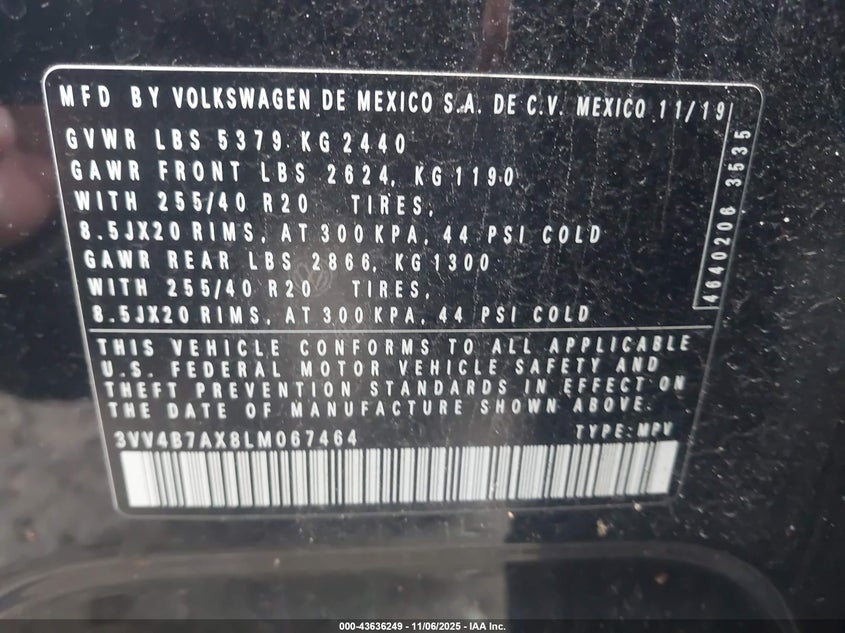 MFD BY VOLKSWAGEN DE MEXICO S.A. DE C.V. MEXICO 11/19
GVWR LBS 5379 KG 2440
GAWR FRONT LBS 2624, KG 1190
WITH 255/40 R20 TIRES,
8.5JX20 RIMS, AT 300 KPA, 44 PSI COLD
GAWR REAR LBS 2866, KG 1300
WITH 255/40 R20 TIRES,
8.5JX20 RIMS, AT 300 KPA, 44 PSI COLD
4640206 3535
THIS VEHICLE CONFORMS TO ALL APPLICABLE
U.S. FEDERAL MOTOR VEHICLE SAFETY AND
THEFT PREVENTION STANDARDS IN EFFECT ON
THE DATE OF MANUFACTURE SHOWN ABOVE.
3VV4B7AX8LM067464 TYPE: MPV
000-43636249 - 11/06/2025 - IAA Inc.